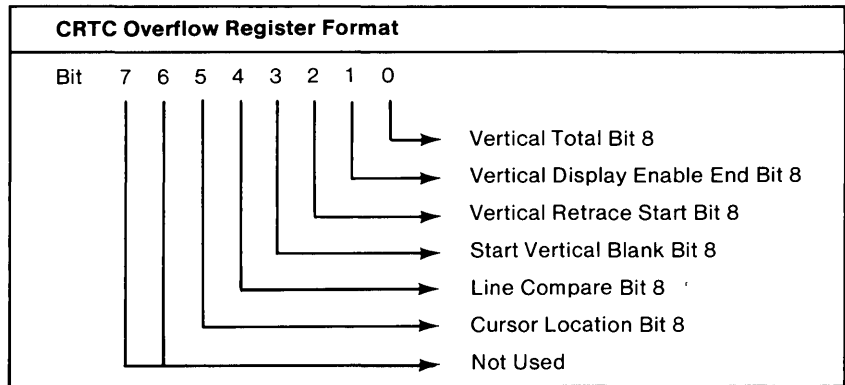 CRTC Overflow Register Format
Bit 7 6 5 4 3 2 1 0
Vertical Total Bit 8
Vertical Display Enable End Bit 8
Vertical Retrace Start Bit 8
Start Vertical Blank Bit 8
Line Compare Bit 8
Cursor Location Bit 8
Not Used